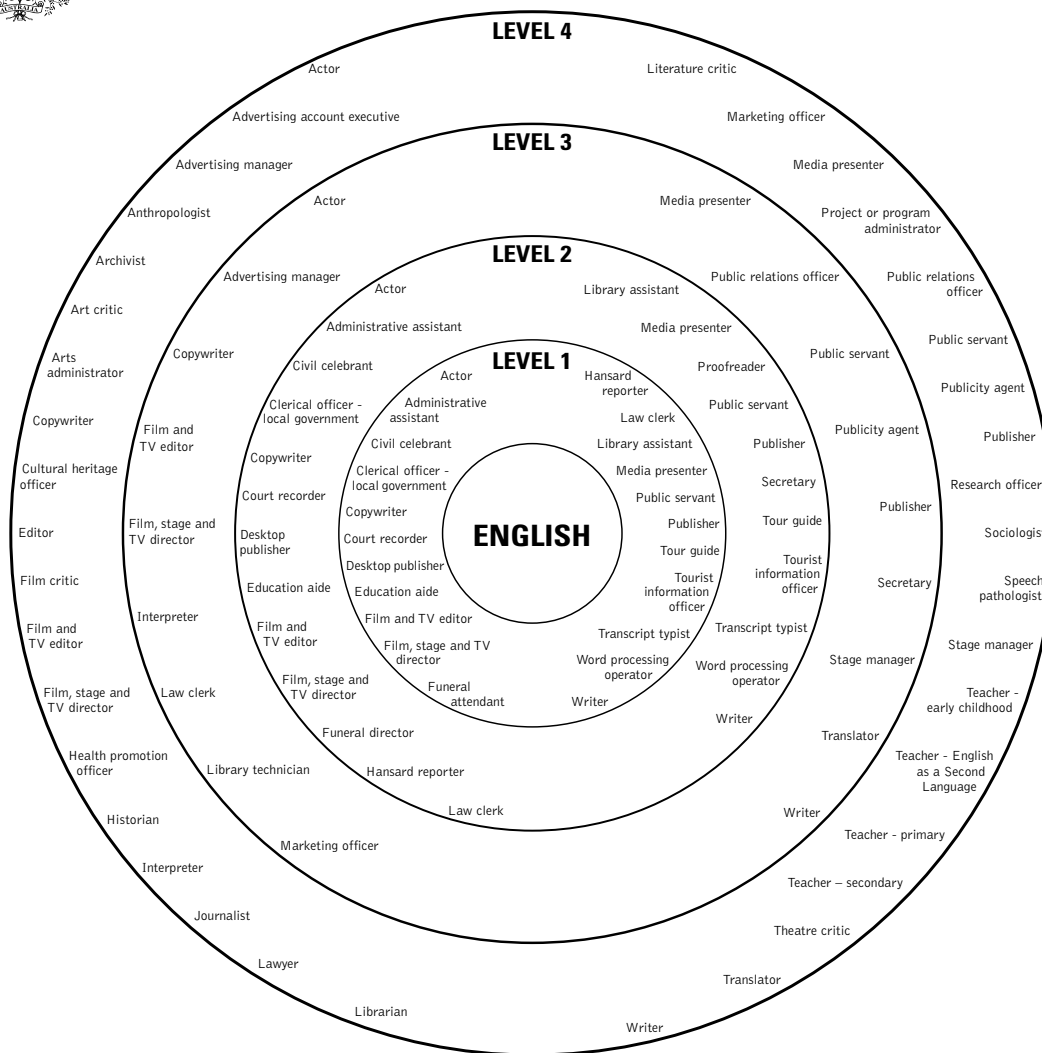 AUSTRALIA
LEVEL 4
Actor
Advertising account executive
Advertising manager
Anthropologist
Archivist
Art critic
Arts
administrator
Copywriter
Cultural heritage
officer
Editor
Film critic
Film and
TV editor
Film, stage and
TV director
Health promotion
officer
Historian
Interpreter
Journalist
Lawyer
Librarian
Literature critic
Marketing officer
Media presenter
Project or program
administrator
Public relations
officer
Public servant
Publicity agent
Publisher
Research officer
Sociologist
Speech
pathologist
Stage manager
Teacher -
early childhood
Teacher - English
as a Second
Language
Teacher - primary
Teacher – secondary
Theatre critic
Translator
Writer
LEVEL 3
Actor
Advertising manager
Copywriter
Film and
TV editor
Film, stage and
TV director
Interpreter
Law clerk
Library technician
Marketing officer
Media presenter
Public relations officer
Public servant
Publicity agent
Publisher
Secretary
Stage manager
Translator
Writer
LEVEL 2
Actor
Administrative assistant
Civil celebrant
Clerical officer -
local government
Copywriter
Court recorder
Desktop
publisher
Education aide
Film and
TV editor
Film, stage and
TV director
Funeral director
Hansard reporter
Law clerk
Library assistant
Media presenter
Proofreader
Public servant
Publisher
Secretary
Tour guide
Tourist
information
officer
Transcript typist
Word processing
operator
Writer
LEVEL 1
Actor
Administrative
assistant
Civil celebrant
Clerical officer -
local government
Copywriter
Court recorder
Desktop publisher
Education aide
Film and TV editor
Film, stage and TV
director
Funeral
attendant
Hansard
reporter
Law clerk
Library assistant
Media presenter
Public servant
Publisher
Tour guide
Tourist
information
officer
Transcript typist
Word processing
operator
Writer
ENGLISH